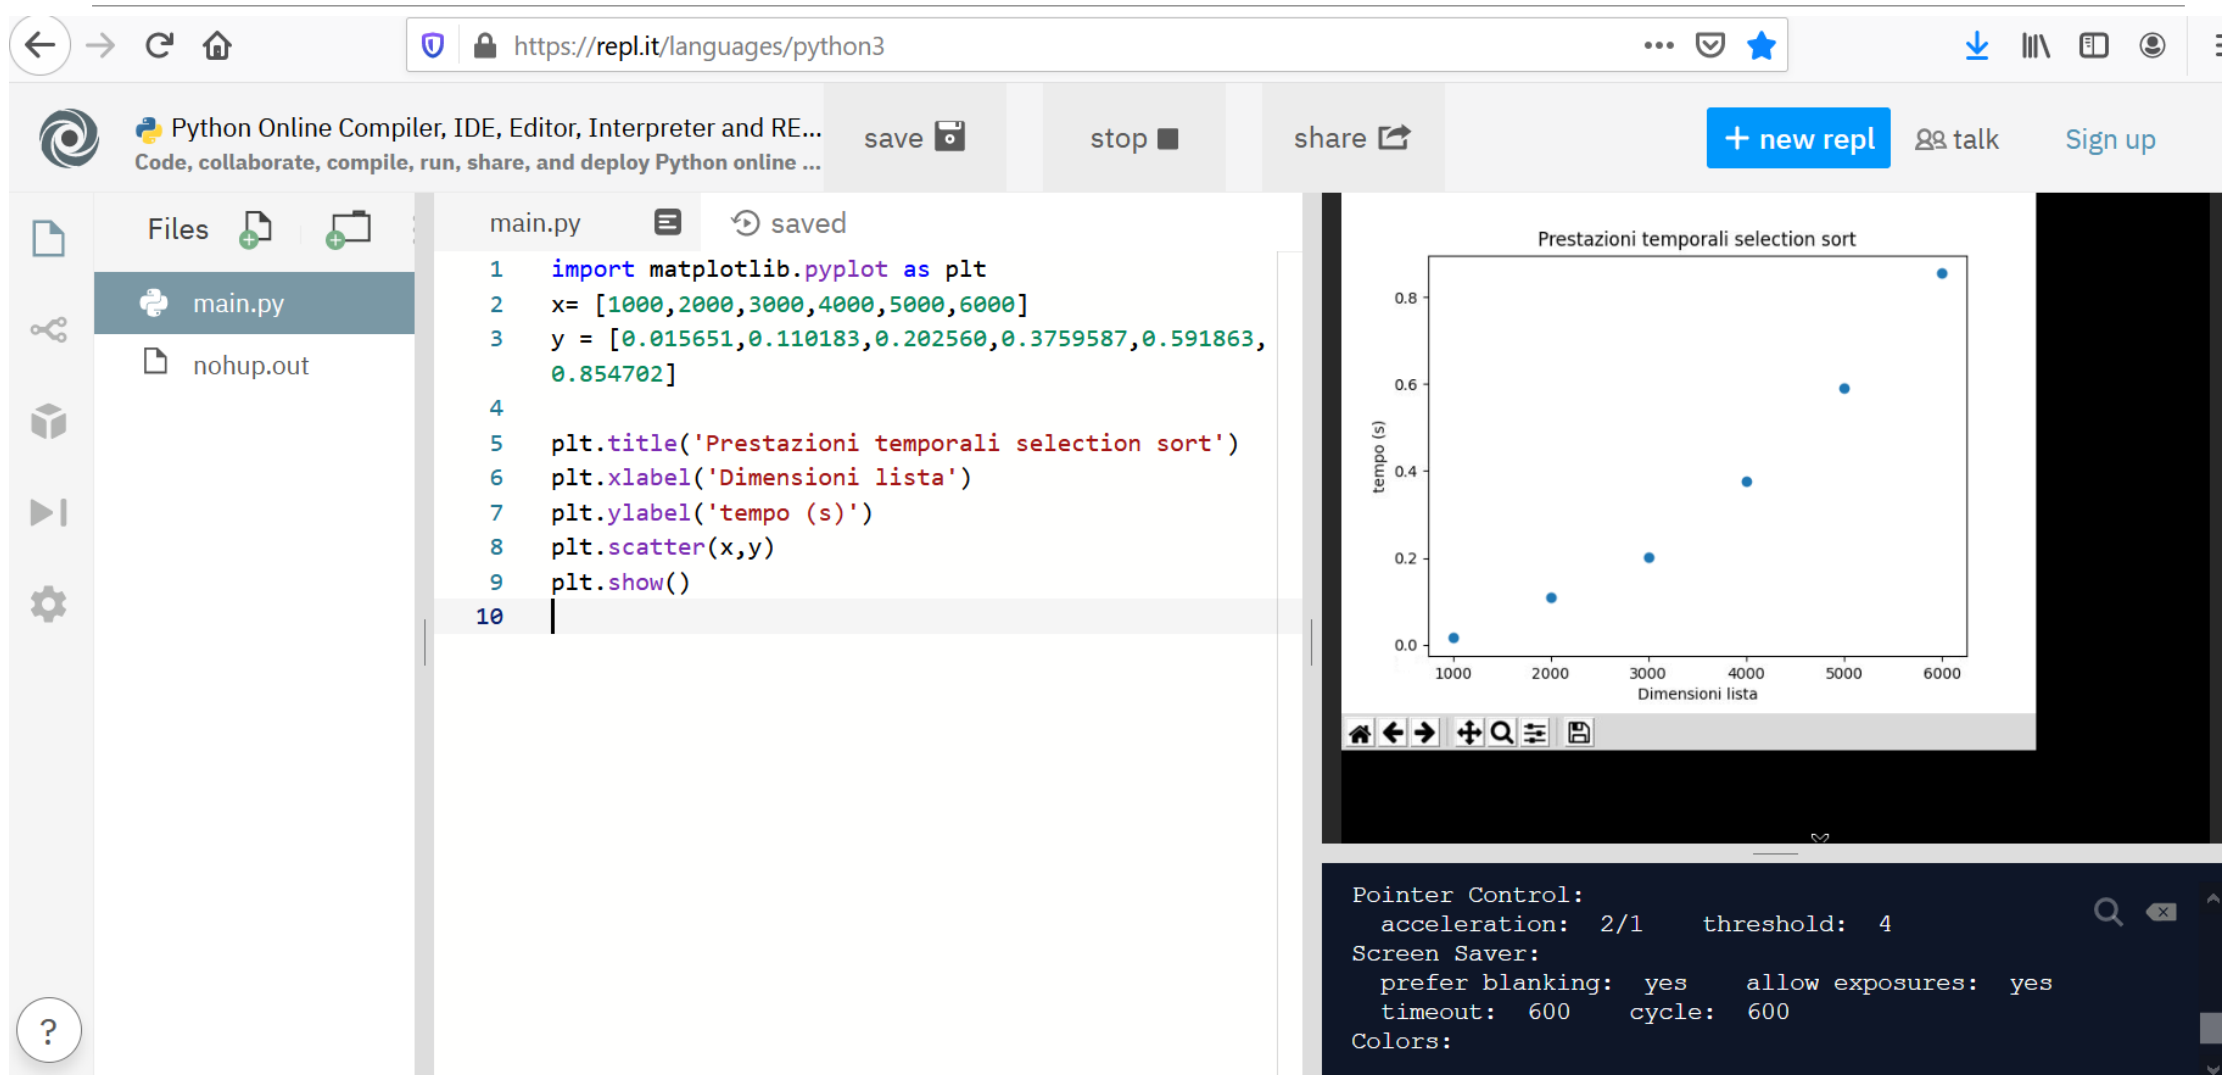 https://repl.it/languages/python3
Python Online Compiler, IDE, Editor, Interpreter and RE...
Code, collaborate, compile, run, share, and deploy Python online ...
save
stop
share
+ new repl
talk
Sign up
Files
main.py
nohup.out
main.py
saved
1 import matplotlib.pyplot as plt
2 x= [1000,2000,3000,4000,5000,6000]
3 y = [0.015651,0.110183,0.202560,0.3759587,0.591863,
0.854702]
4
5 plt.title('Prestazioni temporali selection sort')
6 plt.xlabel('Dimensioni lista')
7 plt.ylabel('tempo (s)')
8 plt.scatter(x,y)
9 plt.show()
10
Prestazioni temporali selection sort
0.8
0.6
0.4
0.2
0.0
tempo (s)
1000 2000 3000 4000 5000 6000
Dimensioni lista
Pointer Control:
acceleration: 2/1 threshold: 4
Screen Saver:
prefer blanking: yes allow exposures: yes
timeout: 600 cycle: 600
Colors:
?